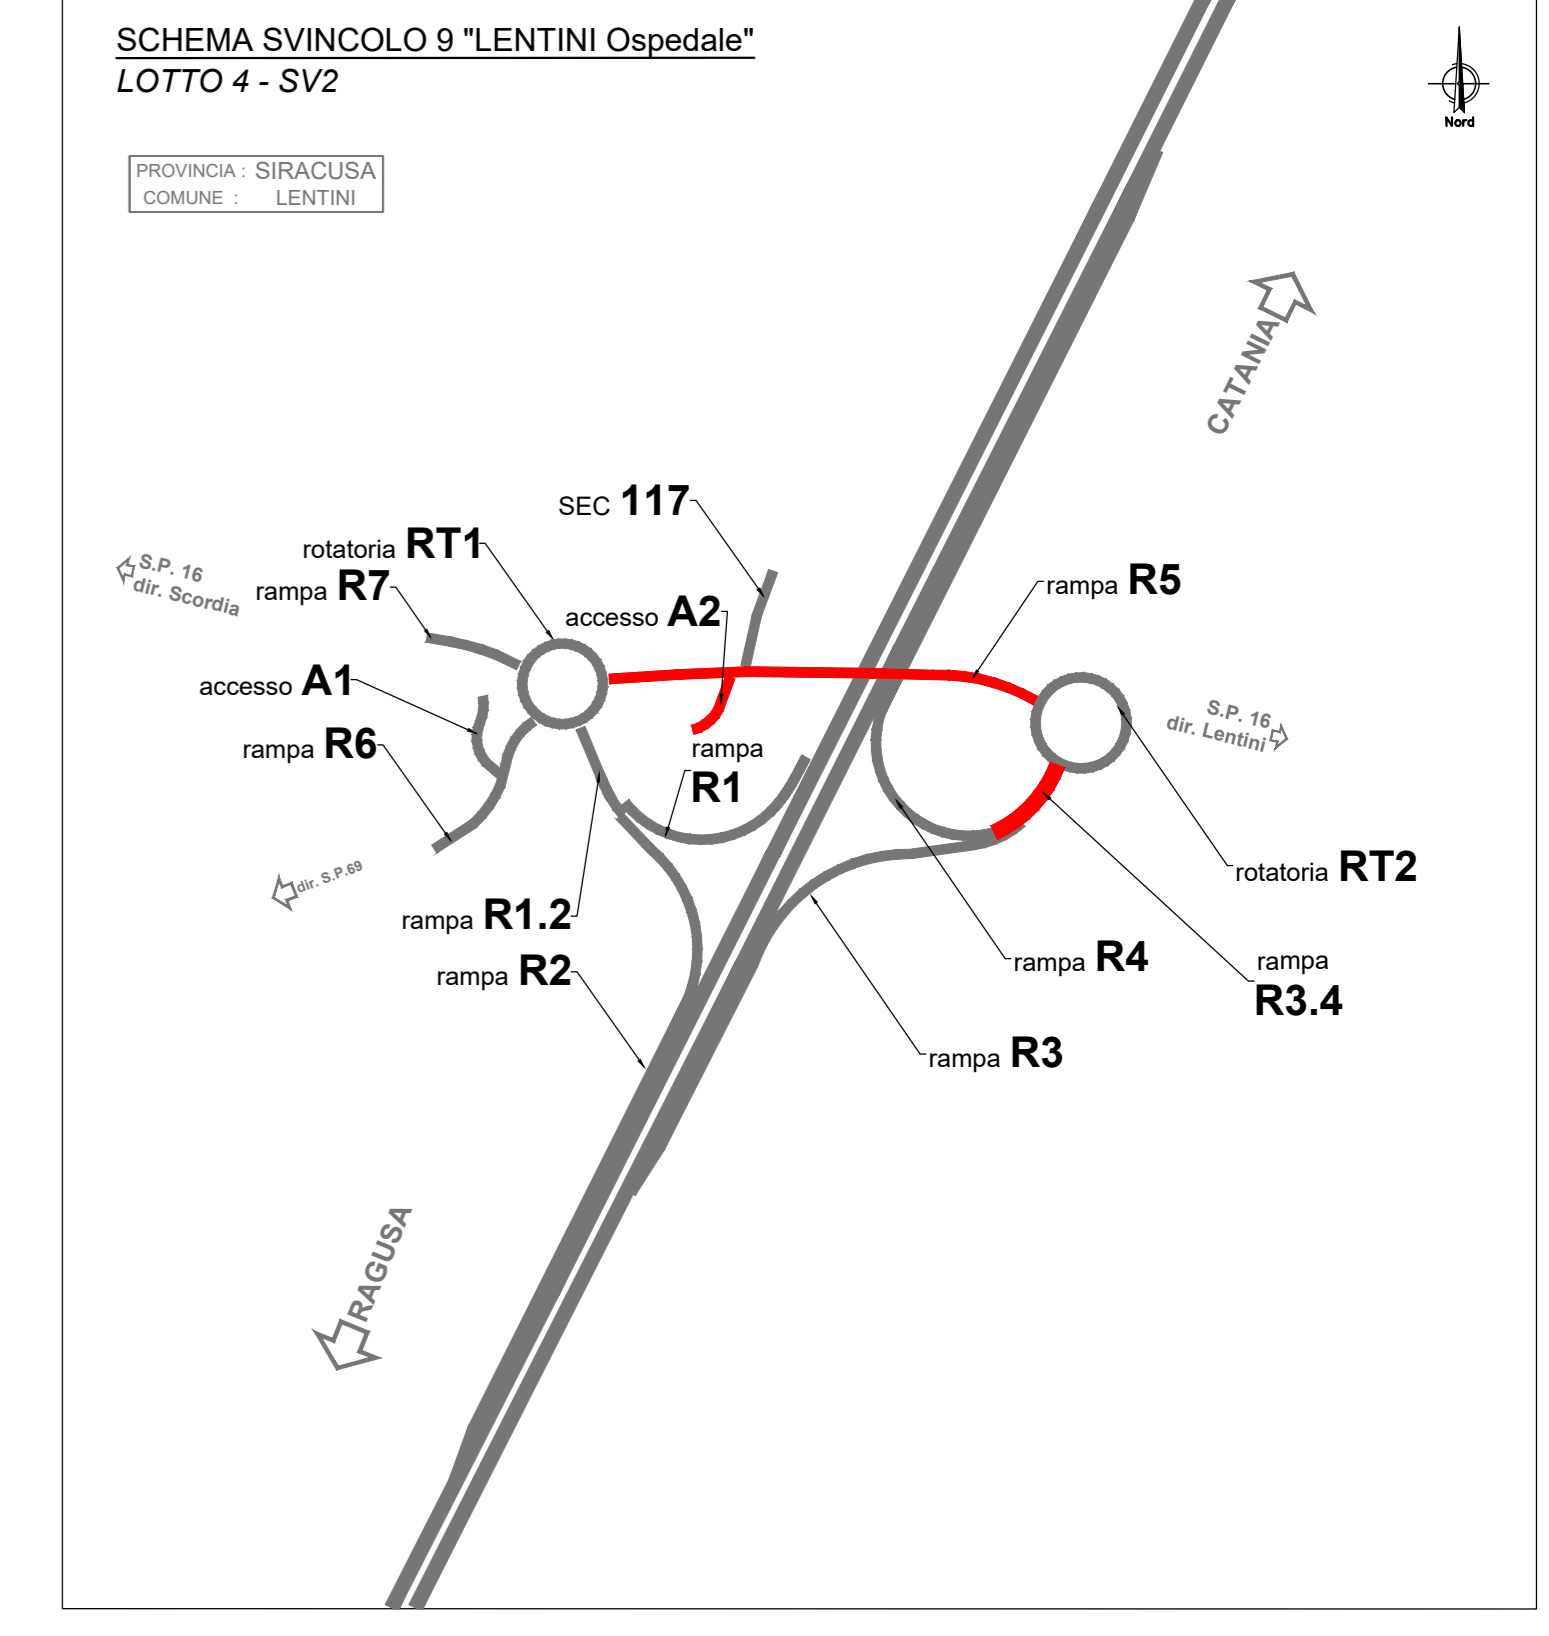 SCHEMA SVINCOLO 9 "LENTINI Ospedale"
LOTTO 4 - SV2
Nord
PROVINCIA : SIRACUSA
COMUNE : LENTINI
CATANIA
SEC 117
rotatoria RT1
S.P. 16
dir. Scordia
rampa R7
accesso A2
rampa R5
accesso A1
rampa R6
S.P. 16
dir. Lentini
rampa
R1
dir. S.P.69
rotatoria RT2
rampa R1.2
rampa R2
rampa R4
rampa
R3.4
rampa R3
RAGUSA